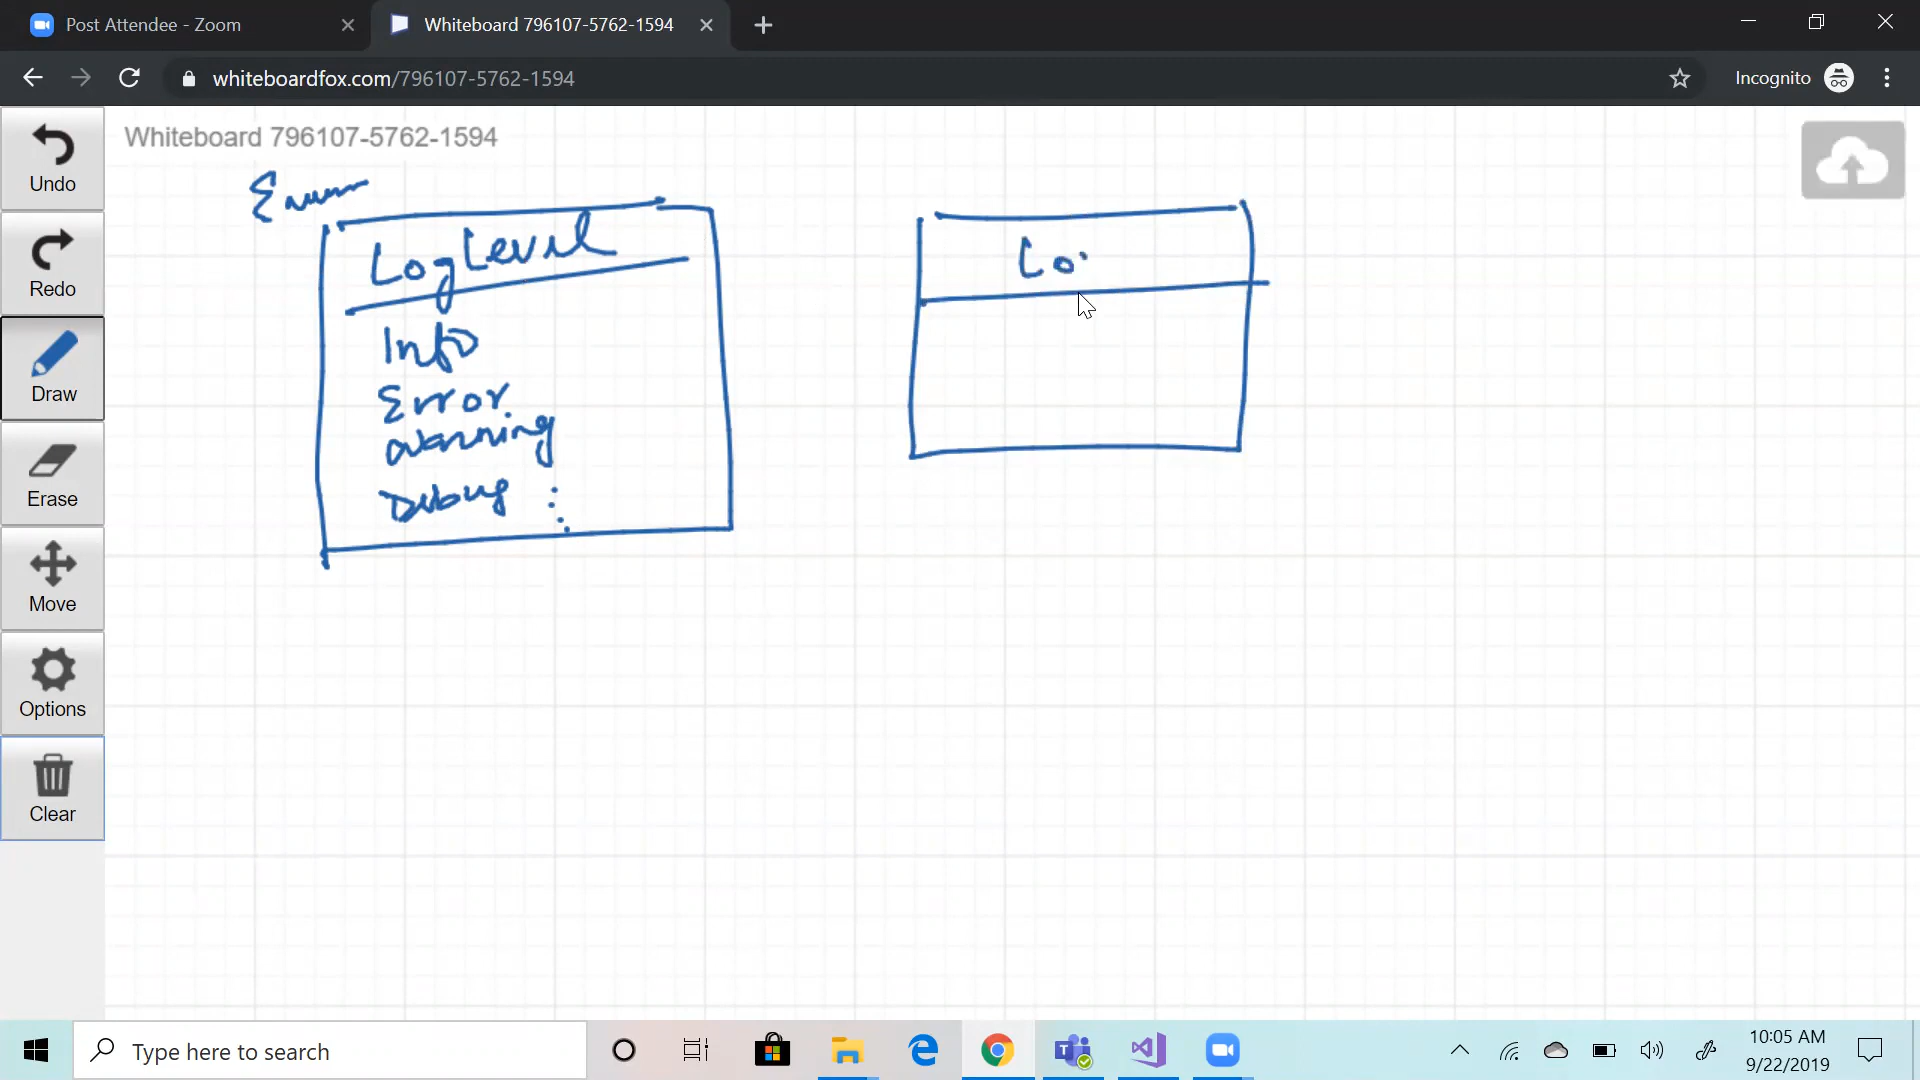 Post Attendee - Zoom
Whiteboard 796107-5762-1594
whiteboardfox.com/796107-5762-1594
Incognito
Undo
Redo
Draw
Erase
Move
Options
Clear
Whiteboard 796107-5762-1594
Enum
LogLevel
Info
Error
Warning
Debug
Lo
Type here to search
10:05 AM
9/22/2019